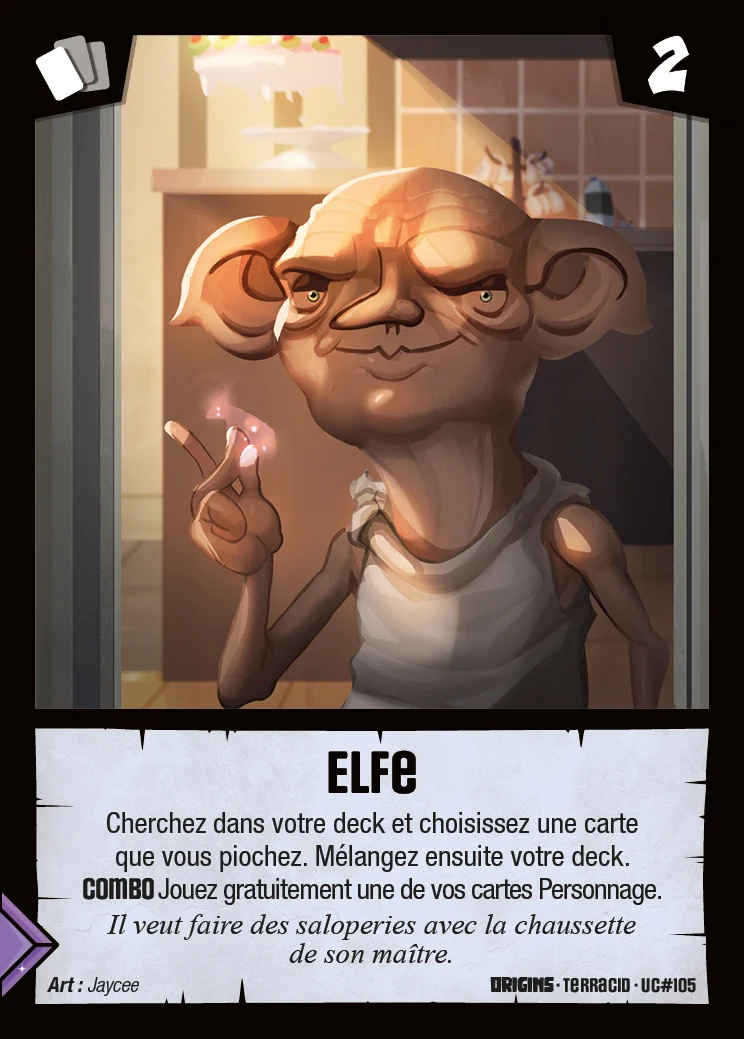 2
ELFe
Cherchez dans votre deck et choisissez une carte
que vous piochez. Mélangez ensuite votre deck.
COMBO Jouez gratuitement une de vos cartes Personnage.
Il veut faire des saloperies avec la chaussette
de son maître.
Art : Jaycee
ORIGINS · TerraCID · UC#105